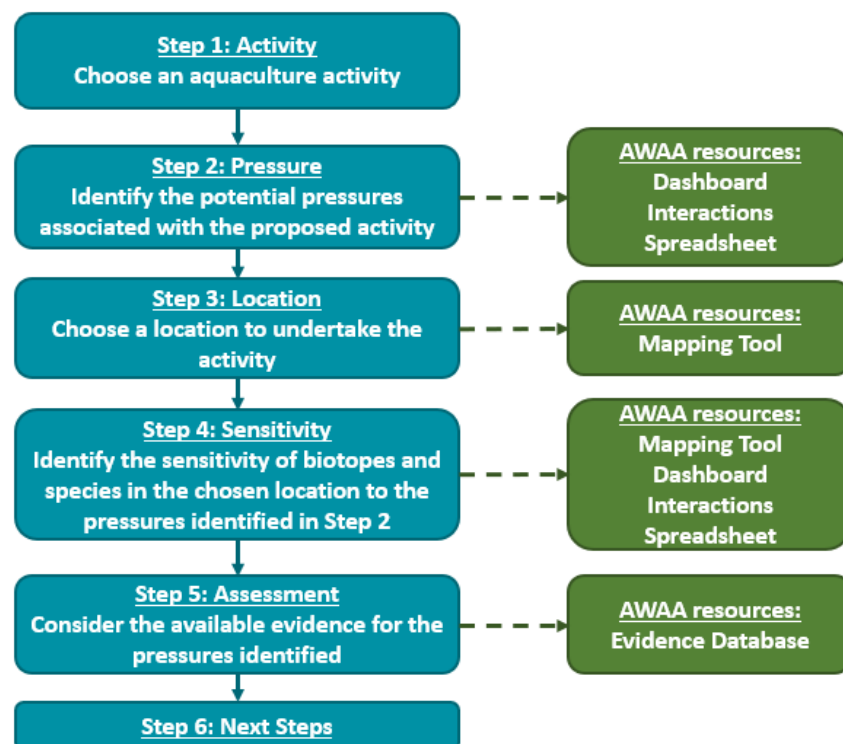 Step 1: Activity
Choose an aquaculture activity
Step 2: Pressure
Identify the potential pressures
associated with the proposed activity
AWAA resources:
Dashboard
Interactions
Spreadsheet
Step 3: Location
Choose a location to undertake the
activity
AWAA resources:
Mapping Tool
Step 4: Sensitivity
Identify the sensitivity of biotopes and
species in the chosen location to the
pressures identified in Step 2
AWAA resources:
Mapping Tool
Dashboard
Interactions
Spreadsheet
Step 5: Assessment
Consider the available evidence for the
pressures identified
AWAA resources:
Evidence Database
Step 6: Next Steps